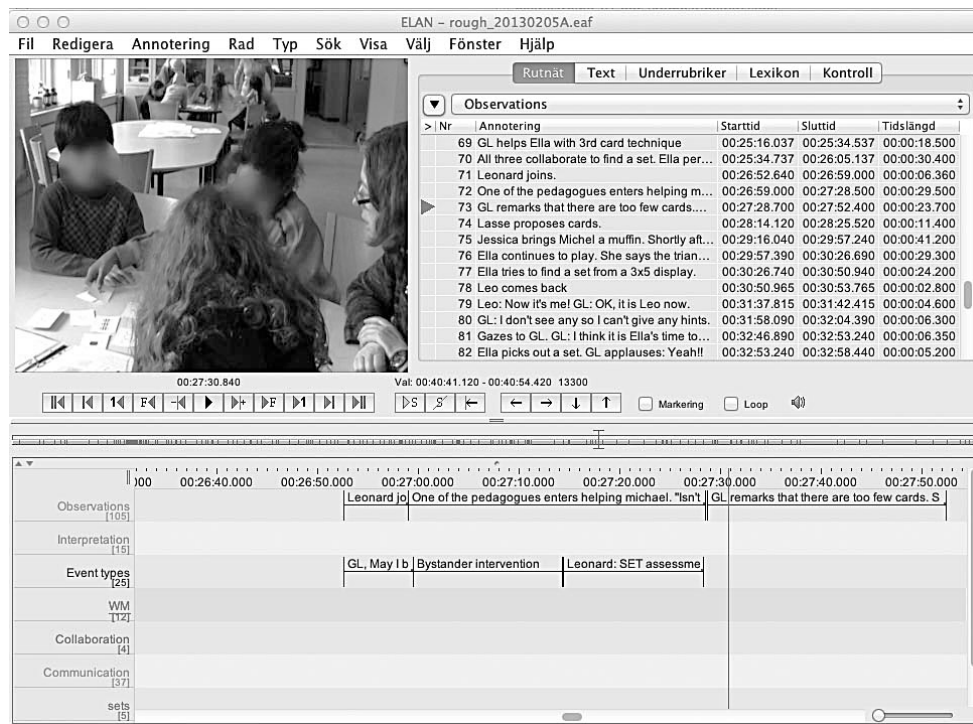 ELAN – rough_20130205A.eaf
Fil Redigera Annotering Rad Typ Sök Visa Välj Fönster Hjälp
Rutnät Text Underrubriker Lexikon Kontroll
Observations
> Nr Annotering Starttid Sluttid Tidslängd
69 GL helps Ella with 3rd card technique 00:25:16.037 00:25:34.537 00:00:18.500
70 All three collaborate to find a set. Ella per... 00:25:34.737 00:26:05.137 00:00:30.400
71 Leonard joins. 00:26:52.640 00:26:59.000 00:00:06.360
72 One of the pedagogues enters helping m... 00:26:59.000 00:27:28.500 00:00:29.500
73 GL remarks that there are too few cards.... 00:27:28.700 00:27:52.400 00:00:23.700
74 Lasse proposes cards. 00:28:14.120 00:28:25.520 00:00:11.400
75 Jessica brings Michel a muffin. Shortly aft... 00:29:16.040 00:29:57.240 00:00:41.200
76 Ella continues to play. She says the trian... 00:29:57.390 00:30:26.690 00:00:29.300
77 Ella tries to find a set from a 3x5 display. 00:30:26.740 00:30:50.940 00:00:24.200
78 Leo comes back 00:30:50.965 00:30:53.765 00:00:02.800
79 Leo: Now it's me! GL: OK, it is Leo now. 00:31:37.815 00:31:42.415 00:00:04.600
80 GL: I don't see any so I can't give any hints. 00:31:58.090 00:32:04.390 00:00:06.300
81 Gazes to GL. GL: I think it is Ella's time to... 00:32:46.890 00:32:53.240 00:00:06.350
82 Ella picks out a set. GL applauses: Yeah!! 00:32:53.240 00:32:58.440 00:00:05.200
00:27:30.840 Val: 00:40:41.120 - 00:40:54.420 13300
Markering Loop
00:26:40.000 00:26:50.000 00:27:00.000 00:27:10.000 00:27:20.000 00:27:30.000 00:27:40.000 00:27:50.000
Observations Leonard jo One of the pedagogues enters helping michael. "Isn't GL remarks that there are too few cards. S
[105]
Interpretation
[15]
Event types GL, May I b Bystander intervention Leonard: SET assessme
[25]
WM
[12]
Collaboration
[4]
Communication
[37]
sets
[5]